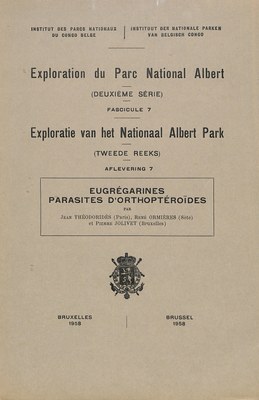 INSTITUT DES PARCS NATIONAUX
DU CONGO BELGE
INSTITUUT DER NATIONALE PARKEN
VAN BELGISCH CONGO
Exploration du Parc National Albert
(DEUXIÈME SÉRIE)
FASCICULE 7
Exploratie van het Nationaal Albert Park
(TWEEDE REEKS)
AFLEVERING 7
EUGRÉGARINES
PARASITES D'ORTHOPTÉROÏDES
PAR
JEAN THÉODORIDÈS (Paris), RENÉ ORMIÈRES (Sète)
et PIERRE JOLIVET (Bruxelles)
BRUXELLES
1958
BRUSSEL
1958